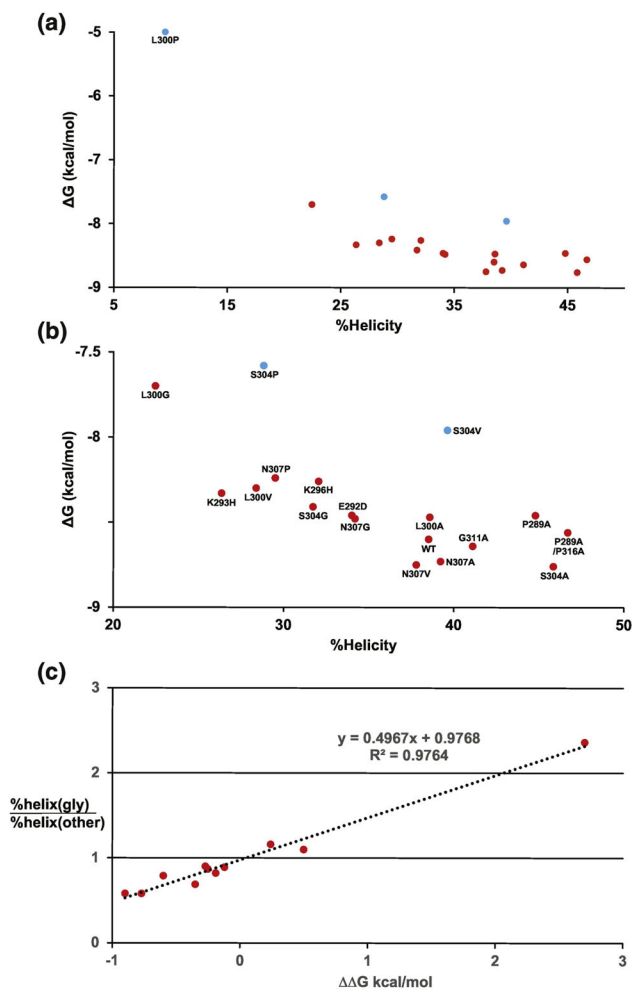 (a)
-5
-6
-7
-8
-9
ΔG (kcal/mol)
L300P
5
15
25
35
45
%Helicity
(b)
-7.5
-8
-9
ΔG (kcal/mol)
S304P
L300G
S304V
N307P
K293H
L300V
K296H
S304G
E292D
N307G
L300A
WT
G311A
P289A
P289A
/P316A
N307V
N307A
S304A
20
30
40
50
%Helicity
(c)
3
2
1
0
%helix(gly)
%helix(other)
y = 0.4967x + 0.9768
R² = 0.9764
-1
0
1
2
3
ΔΔG kcal/mol